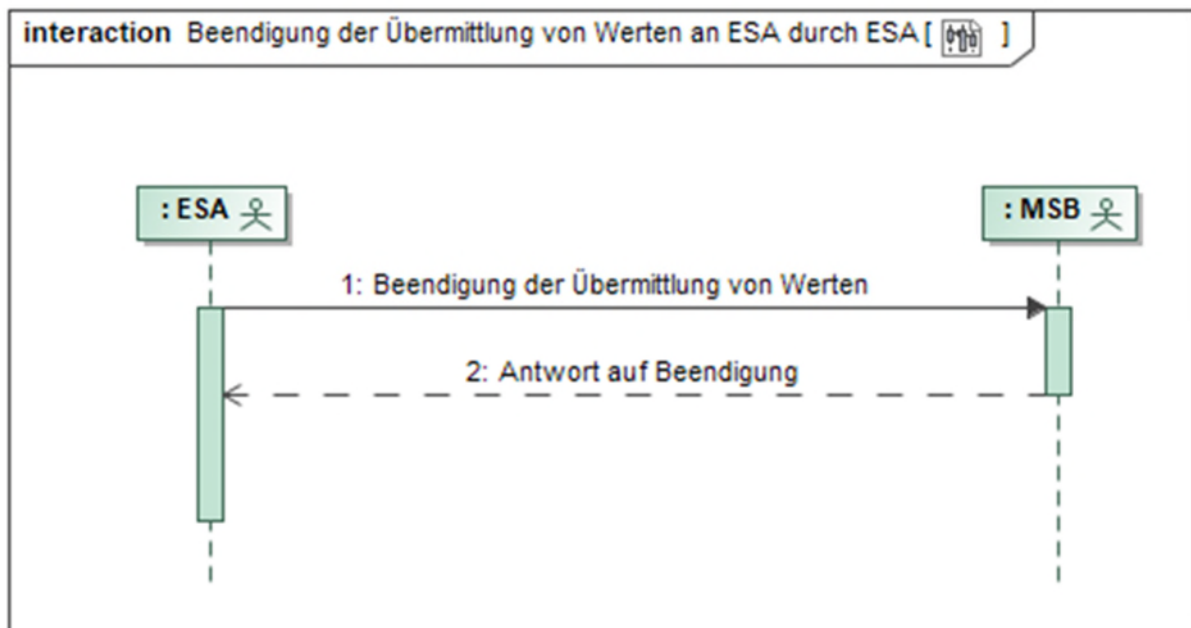 interaction Beendigung der Übermittlung von Werten an ESA durch ESA [ ]
: ESA
: MSB
1: Beendigung der Übermittlung von Werten
2: Antwort auf Beendigung